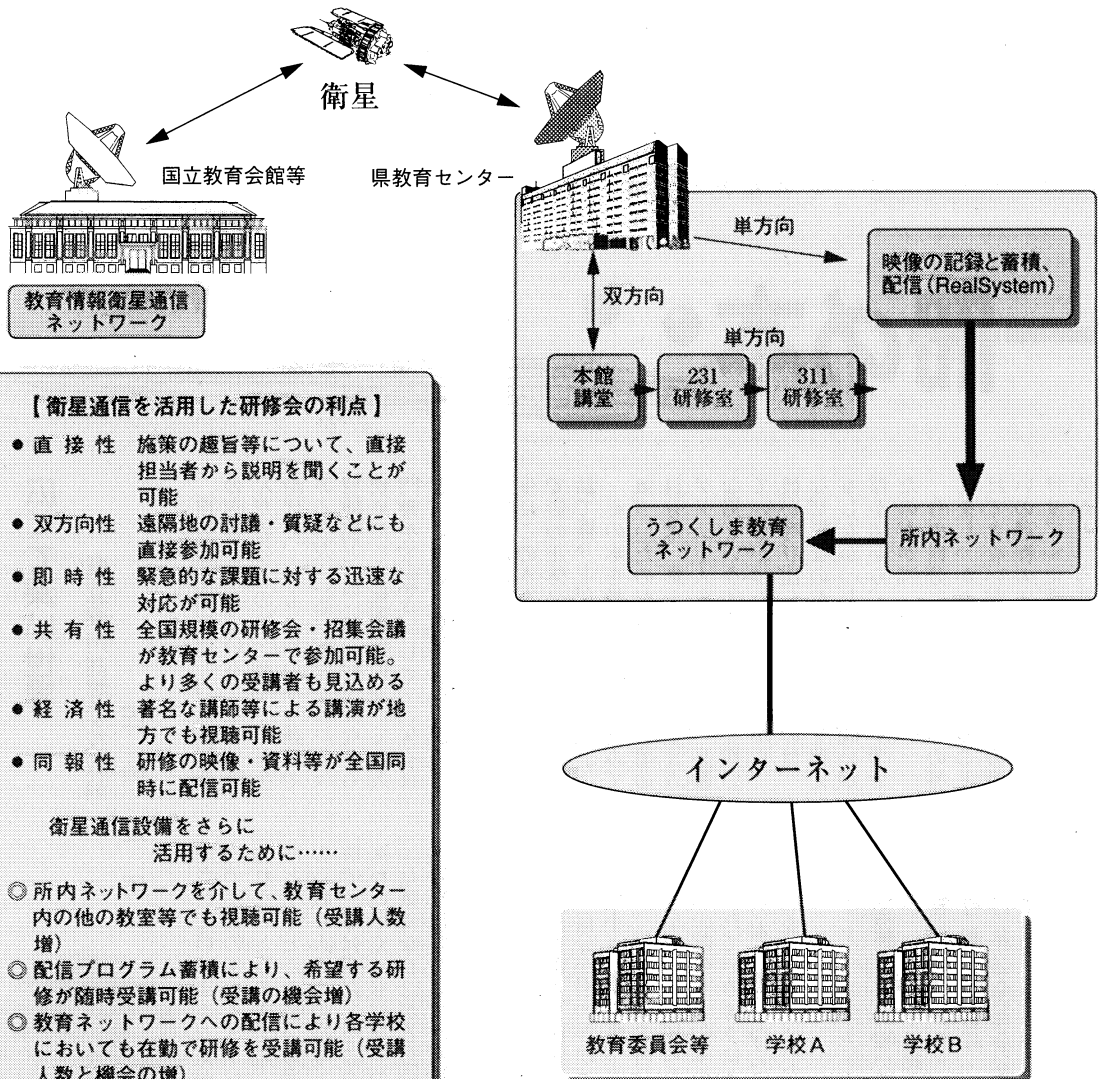 衛星
国立教育会館等
県教育センター
教育情報衛星通信
ネットワーク
単方向
映像の記録と蓄積、
配信(RealSystem)
双方向
単方向
本館
講堂
231
研修室
311
研修室
うつくしま教育
ネットワーク
所内ネットワーク
インターネット
教育委員会等
学校A
学校B
【衛星通信を活用した研修会の利点】
● 直接性 施策の趣旨等について、直接
担当者から説明を聞くことが
可能
● 双方向性 遠隔地の討議・質疑などにも
直接参加可能
● 即時性 緊急的な課題に対する迅速な
対応が可能
● 共有性 全国規模の研修会・招集会議
が教育センターで参加可能。
より多くの受講者も見込める
● 経済性 著名な講師等による講演が地
方でも視聴可能
● 同報性 研修の映像・資料等が全国同
時に配信可能
衛星通信設備をさらに
活用するために……
◎ 所内ネットワークを介して、教育センター
内の他の教室等でも視聴可能(受講人数
増)
◎ 配信プログラム蓄積により、希望する研
修が随時受講可能(受講の機会増)
◎ 教育ネットワークへの配信により各学校
においても在勤で研修を受講可能(受講
人数と機会の増)